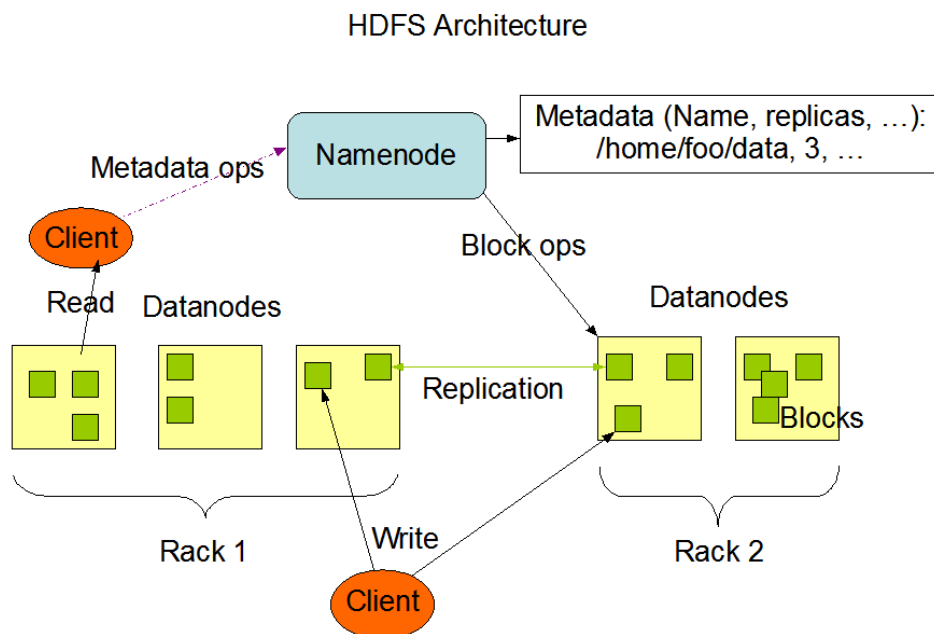 HDFS Architecture
Metadata (Name, replicas, …):
/home/foo/data, 3, …
Namenode
Metadata ops
Client
Block ops
Read
Datanodes
Datanodes
Replication
Blocks
Rack 1
Write
Rack 2
Client